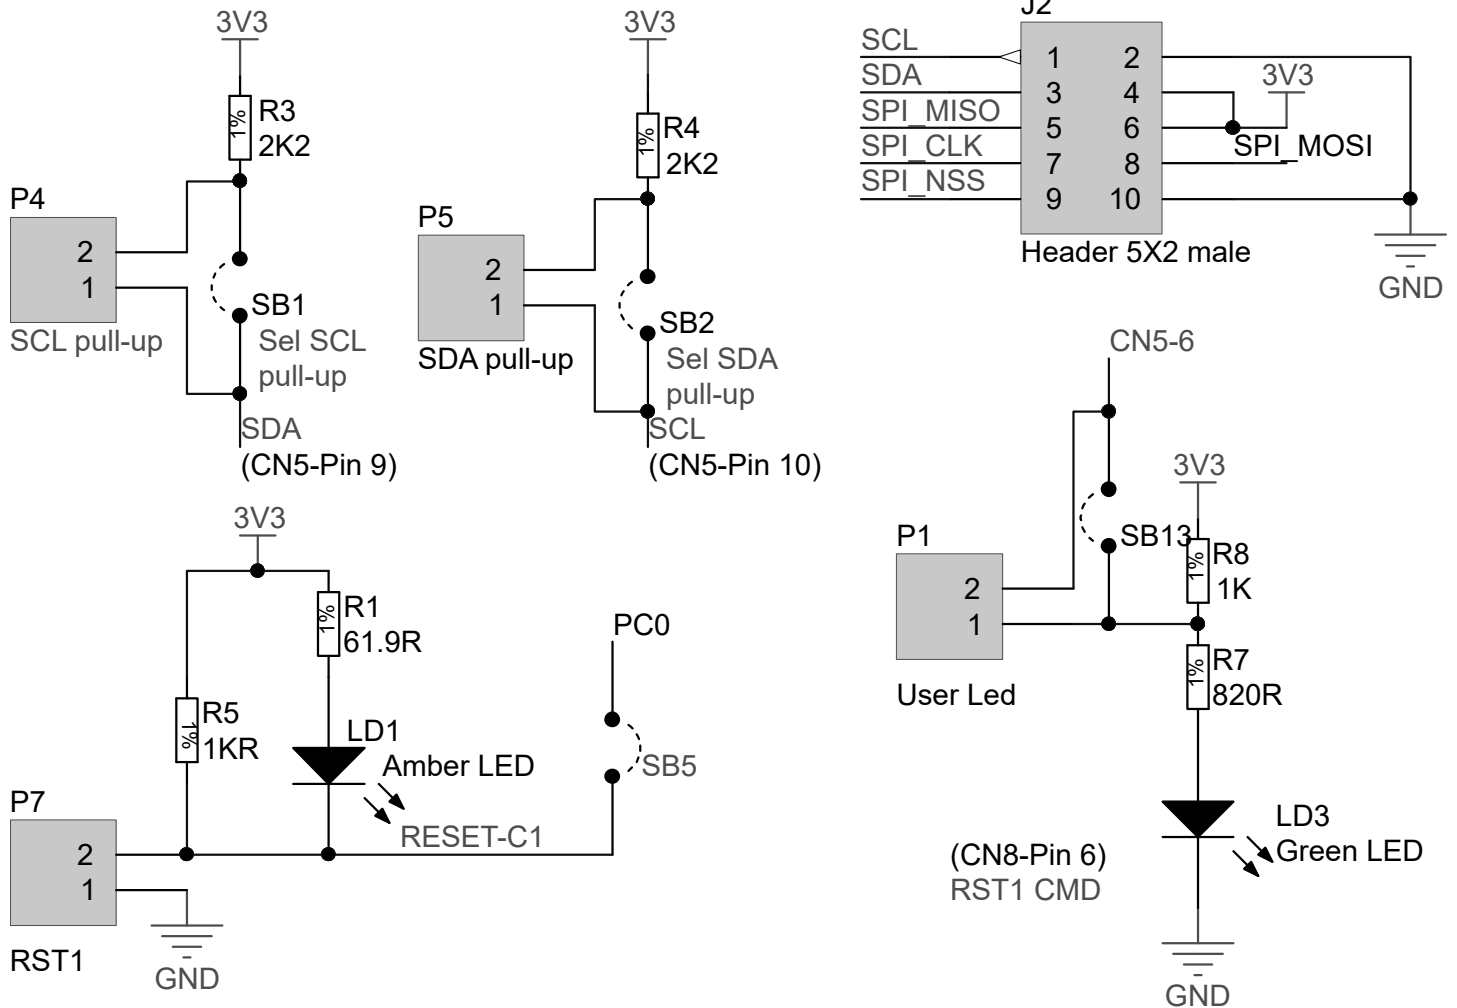 3V3
R3
1%
2K2
P4
2
1
SCL pull-up
SB1
Sel SCL
pull-up
SDA
(CN5-Pin 9)
3V3
R4
1%
2K2
P5
2
1
SDA pull-up
SB2
Sel SDA
pull-up
SCL
(CN5-Pin 10)
J2
SCL
1
2
SDA
3
4
3V3
SPI_MISO
5
6
SPI_MOSI
SPI_CLK
7
8
SPI_NSS
9
10
Header 5X2 male
GND
3V3
R1
1%
61.9R
R5
1%
1KR
LD1
Amber LED
RESET-C1
PC0
SB5
P7
2
1
RST1
GND
CN5-6
3V3
SB13
R8
1%
1K
P1
2
1
User Led
R7
1%
820R
LD3
Green LED
(CN8-Pin 6)
RST1 CMD
GND